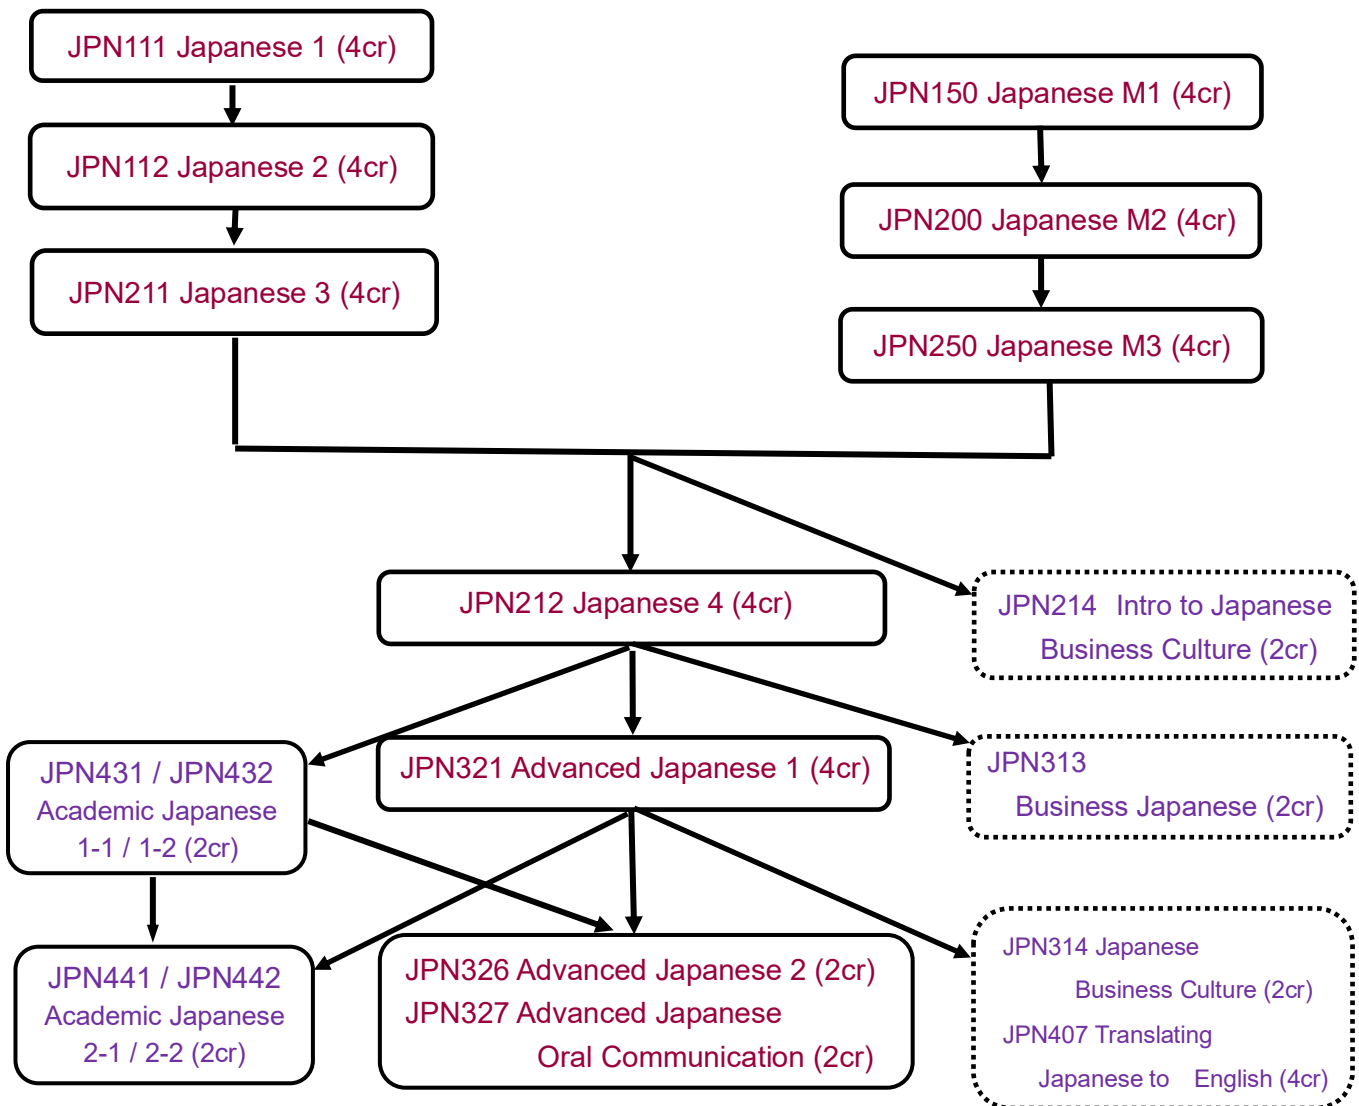 JPN111 Japanese 1 (4cr)
JPN150 Japanese M1 (4cr)
JPN112 Japanese 2 (4cr)
JPN200 Japanese M2 (4cr)
JPN211 Japanese 3 (4cr)
JPN250 Japanese M3 (4cr)
JPN212 Japanese 4 (4cr)
JPN214 Intro to Japanese
Business Culture (2cr)
JPN431 / JPN432
Academic Japanese
1-1 / 1-2 (2cr)
JPN321 Advanced Japanese 1 (4cr)
JPN313
Business Japanese (2cr)
JPN441 / JPN442
Academic Japanese
2-1 / 2-2 (2cr)
JPN326 Advanced Japanese 2 (2cr)
JPN327 Advanced Japanese
Oral Communication (2cr)
JPN314 Japanese
Business Culture (2cr)
JPN407 Translating
Japanese to English (4cr)